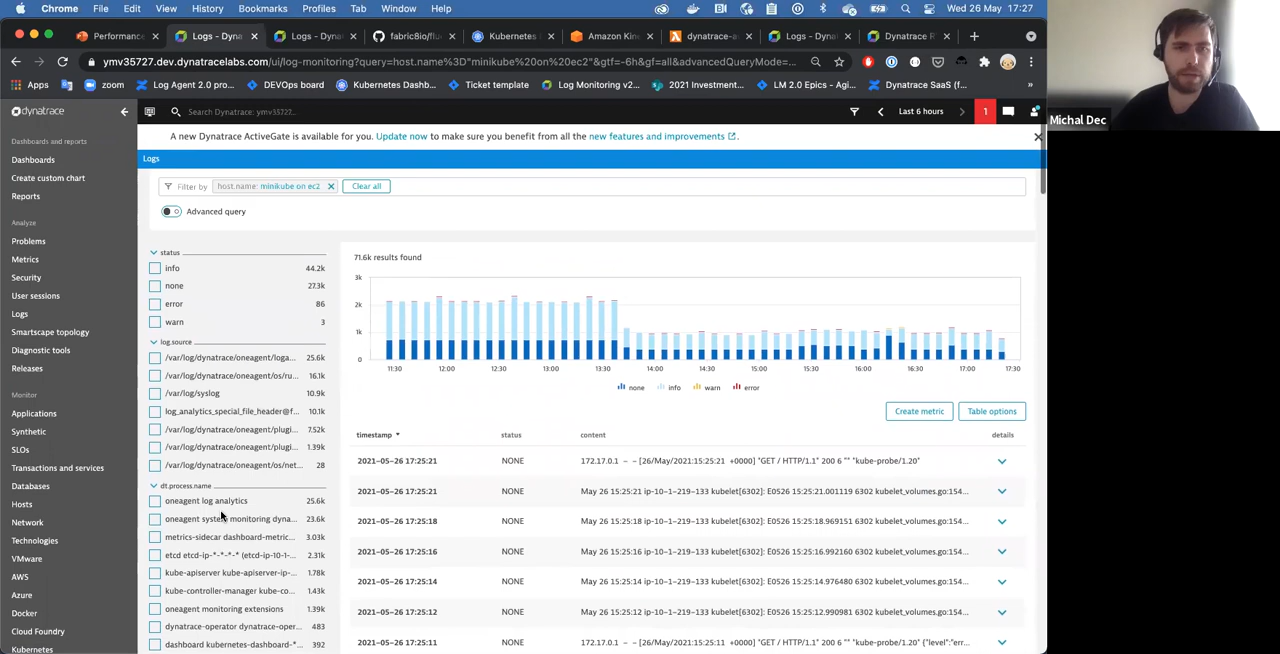 Chrome File Edit View History Bookmarks Profiles Tab Window Help Wed 26 May 17:27
Performance Logs - Dyna Logs - Dyna fabric8io/flu Kubernetes Amazon Kine dynatrace-a Logs - Dyna Dynatrace R
ymv35727.dev.dynatracelabs.com/ui/log-monitoring?query=host.name%3D"minikube%20on%20ec2"&gtf=-6h&gf=all&advancedQueryMode=...
Apps Log Agent 2.0 pro... DEVOps board zoom Kubernetes Dashb... Ticket template Log Monitoring v2... 2021 Investment... LM 2.0 Epics - Agi... Dynatrace SaaS (f... »
dynatrace Search Dynatrace: ymv35727... Last 6 hours 1
A new Dynatrace ActiveGate is available for you. Update now to make sure you benefit from all the new features and improvements.
Logs
Filter by host.name: minikube on ec2 Clear all
Advanced query
Dashboards and reports
Dashboards
Create custom chart
Reports
Analyze
Problems
Metrics
Security
User sessions
Logs
Smartscape topology
Diagnostic tools
Releases
Monitor
Applications
Synthetic
SLOs
Transactions and services
Databases
Hosts
Network
Technologies
VMware
AWS
Azure
Docker
Cloud Foundry
Kubernetes
status
info 44.2k
none 27.3k
error 86
warn 3
log.source
/var/log/dynatrace/oneagent/loga... 25.6k
/var/log/dynatrace/oneagent/os/ru... 16.1k
/var/log/syslog 10.9k
log_analytics_special_file_header@f... 10.1k
/var/log/dynatrace/oneagent/plugi... 7.52k
/var/log/dynatrace/oneagent/plugi... 1.39k
/var/log/dynatrace/oneagent/os/net... 28
dt.process.name
oneagent log analytics 25.6k
oneagent system monitoring dyna... 23.6k
metrics-sidecar dashboard-metric... 3.03k
etcd etcd-ip-*-*-*-* (etcd-ip-10-1-... 2.31k
kube-apiserver kube-apiserver-ip-... 1.78k
kube-controller-manager kube-co... 1.43k
oneagent monitoring extensions 1.39k
dynatrace-operator dynatrace-oper... 483
dashboard kubernetes-dashboard-*... 392
71.6k results found
3k
2k
1k
0
11:30 12:00 12:30 13:00 13:30 14:00 14:30 15:00 15:30 16:00 16:30 17:00 17:30
none info warn error
Create metric Table options
timestamp status content details
2021-05-26 17:25:21 NONE 172.17.0.1 - - [26/May/2021:15:25:21 +0000] "GET / HTTP/1.1" 200 6 "" "kube-probe/1.20"
2021-05-26 17:25:21 NONE May 26 15:25:21 ip-10-1-219-133 kubelet[6302]: E0526 15:25:21.001119 6302 kubelet_volumes.go:154...
2021-05-26 17:25:18 NONE May 26 15:25:18 ip-10-1-219-133 kubelet[6302]: E0526 15:25:18.969151 6302 kubelet_volumes.go:154...
2021-05-26 17:25:16 NONE May 26 15:25:16 ip-10-1-219-133 kubelet[6302]: E0526 15:25:16.992160 6302 kubelet_volumes.go:154...
2021-05-26 17:25:14 NONE May 26 15:25:14 ip-10-1-219-133 kubelet[6302]: E0526 15:25:14.976480 6302 kubelet_volumes.go:154...
2021-05-26 17:25:12 NONE May 26 15:25:12 ip-10-1-219-133 kubelet[6302]: E0526 15:25:12.990981 6302 kubelet_volumes.go:154...
2021-05-26 17:25:11 NONE 172.17.0.1 - - [26/May/2021:15:25:11 +0000] "GET / HTTP/1.1" 200 6 "" "kube-probe/1.20" {"level":"err...
Michal Dec